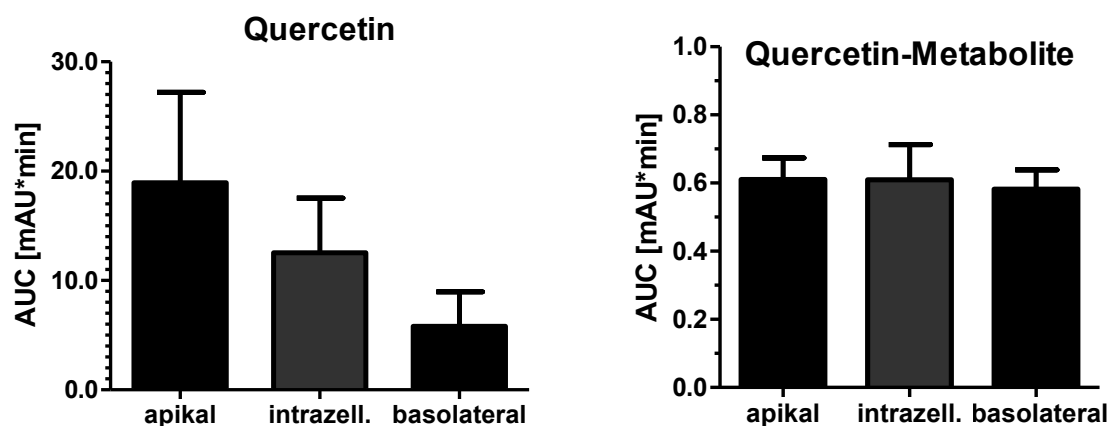 Quercetin
30.0
20.0
10.0
0.0
AUC [mAU*min]
apikal intrazell. basolateral
Quercetin-Metabolite
1.0
0.8
0.6
0.4
0.2
0.0
AUC [mAU*min]
apikal intrazell. basolateral